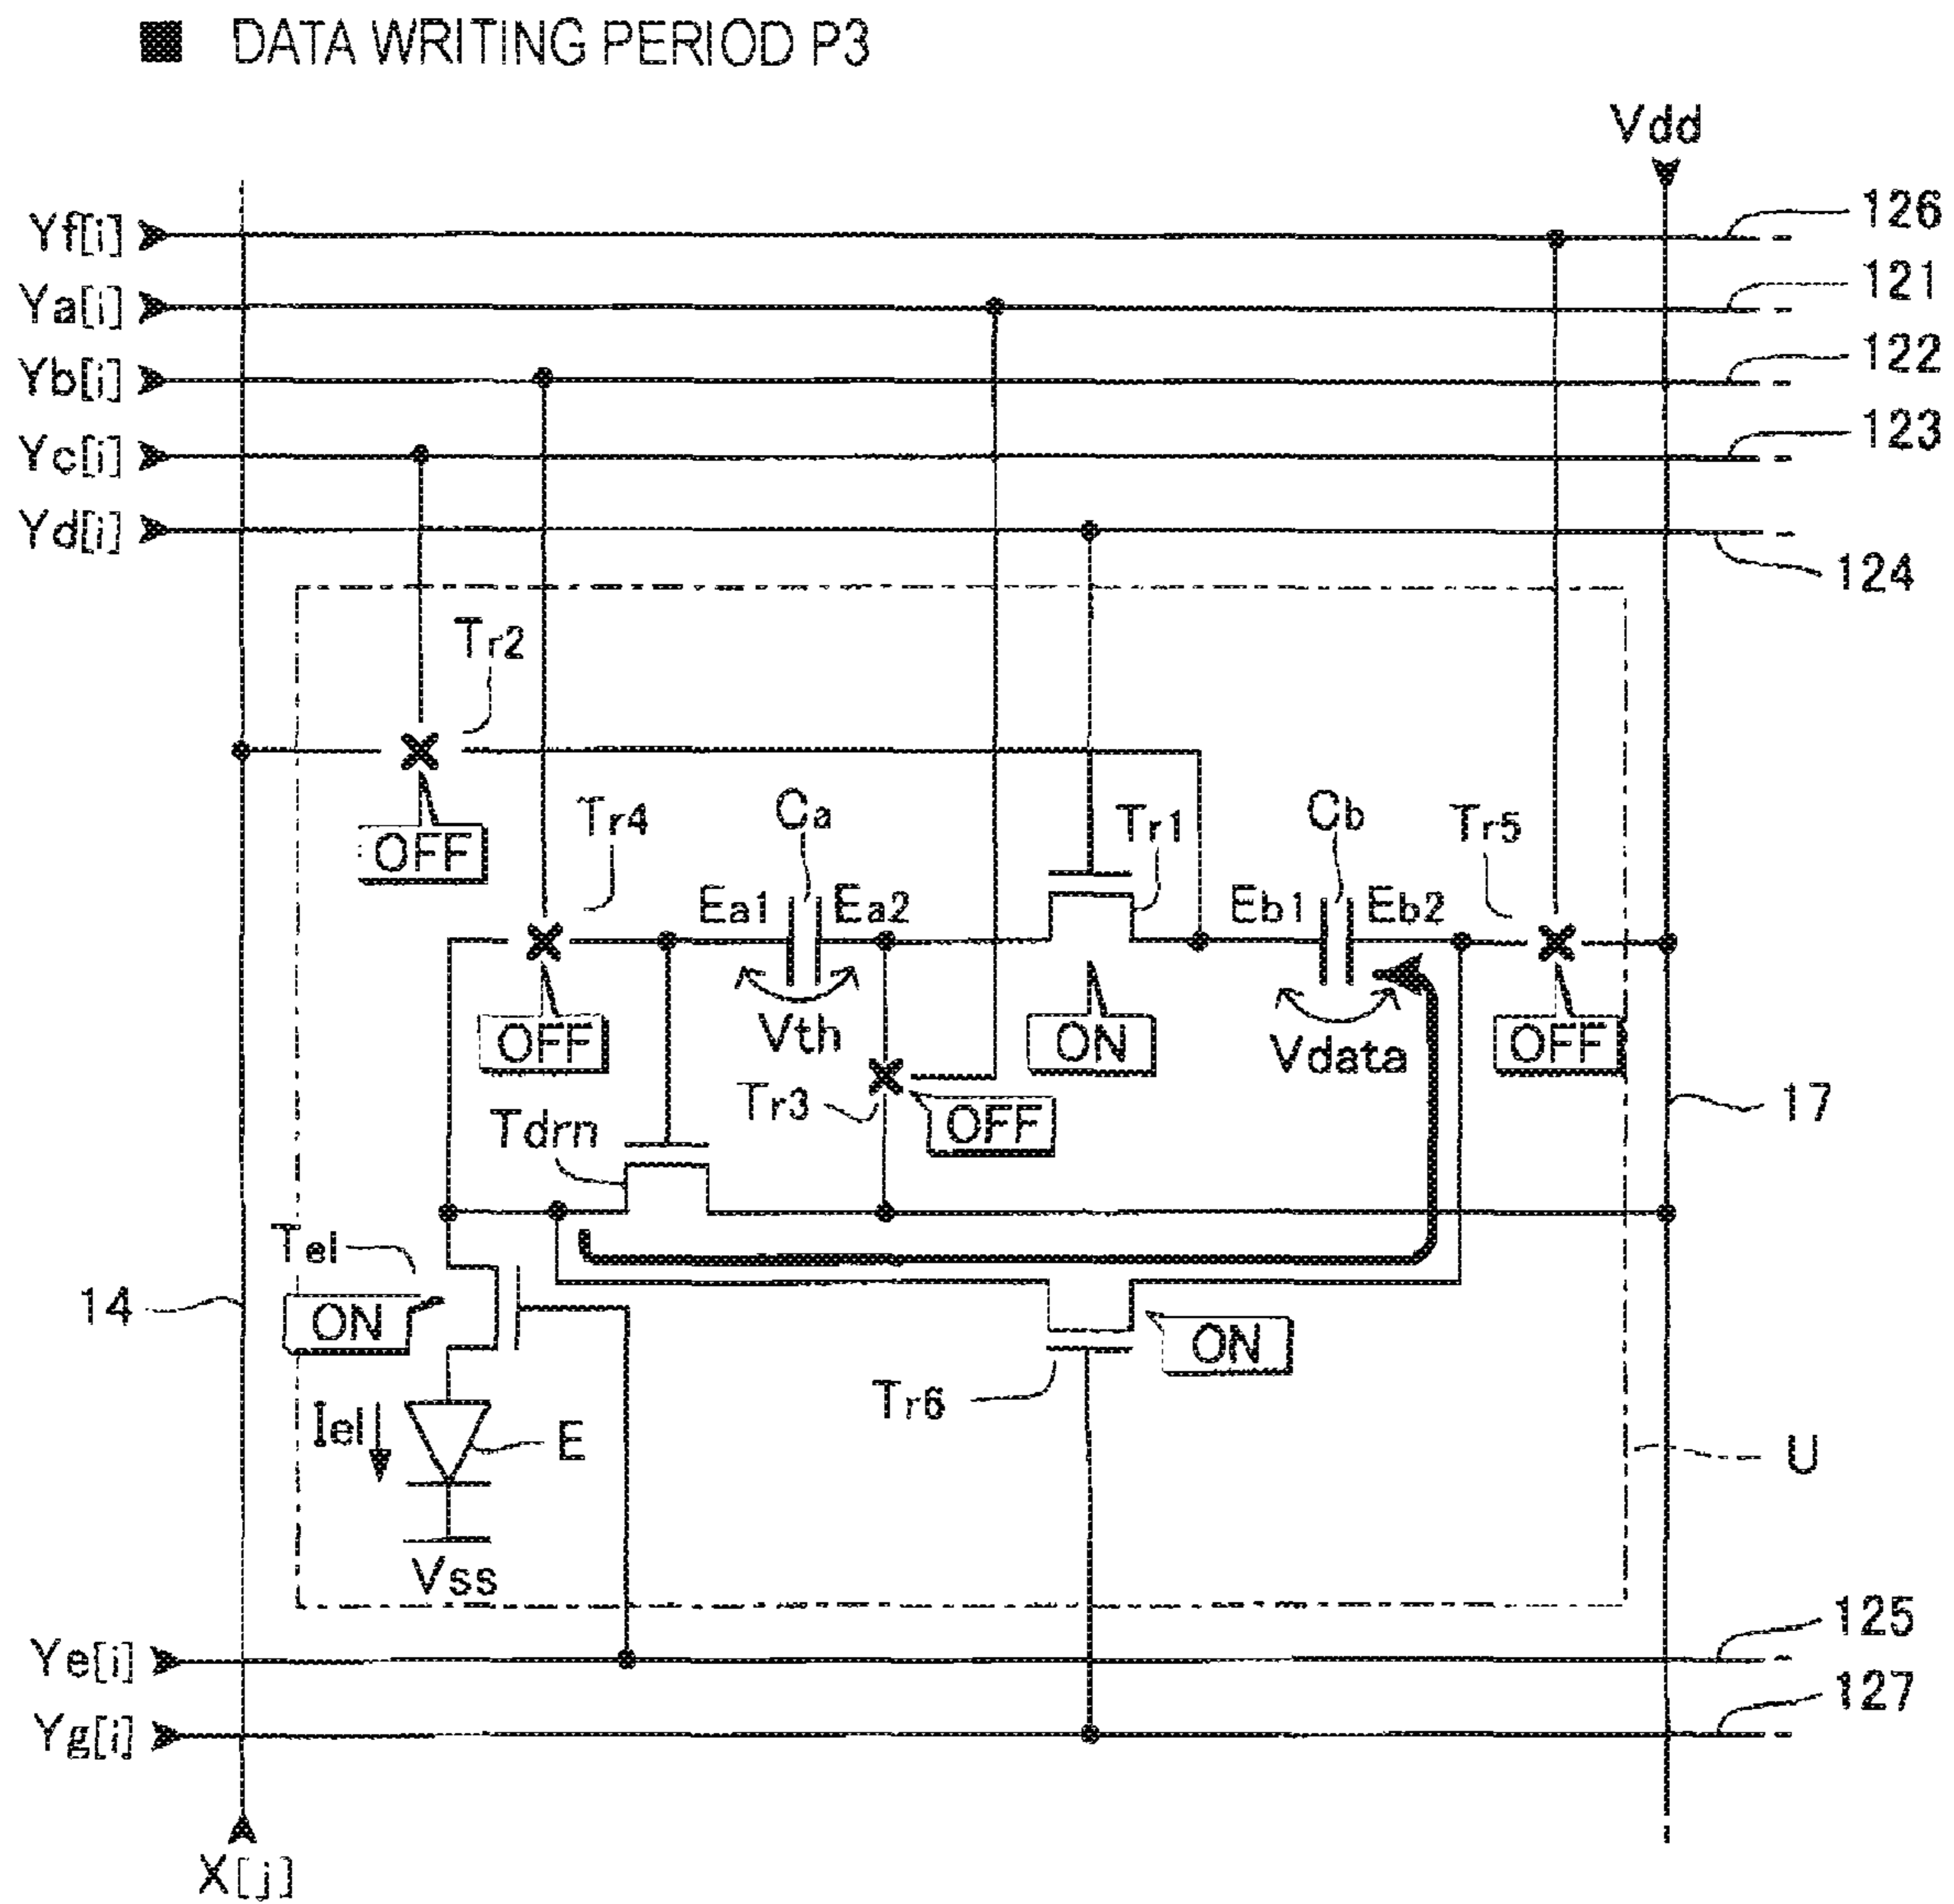 DATA WRITING PERIOD P3
Vdd
Yf[i]
126
Ya[i]
121
Yb[i]
122
Yc[i]
123
Yd[i]
124
Tr2
OFF
Tr4
Ca
Tr1
Cb
Tr5
Ea1
Ea2
Eb1
Eb2
OFF
Vth
ON
Vdata
OFF
Tr3
OFF
17
Tdrn
Tel
14
ON
ON
Tr6
Iel
E
U
Vss
Ye[i]
125
Yg[i]
127
X[j]